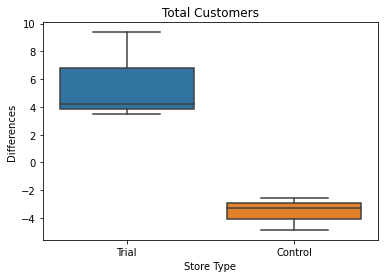 Total Customers
Differences
10
8
6
4
2
0
−2
−4
Trial
Control
Store Type